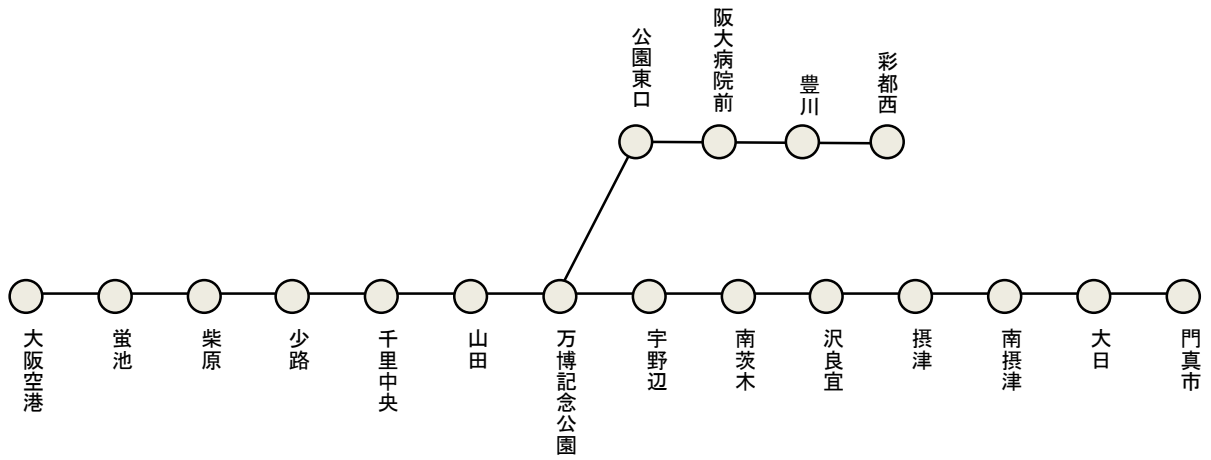 公園東口
阪大病院前
豊川
彩都西
大阪空港
蛍池
柴原
少路
千里中央
山田
万博記念公園
宇野辺
南茨木
沢良宜
摂津
南摂津
大日
門真市